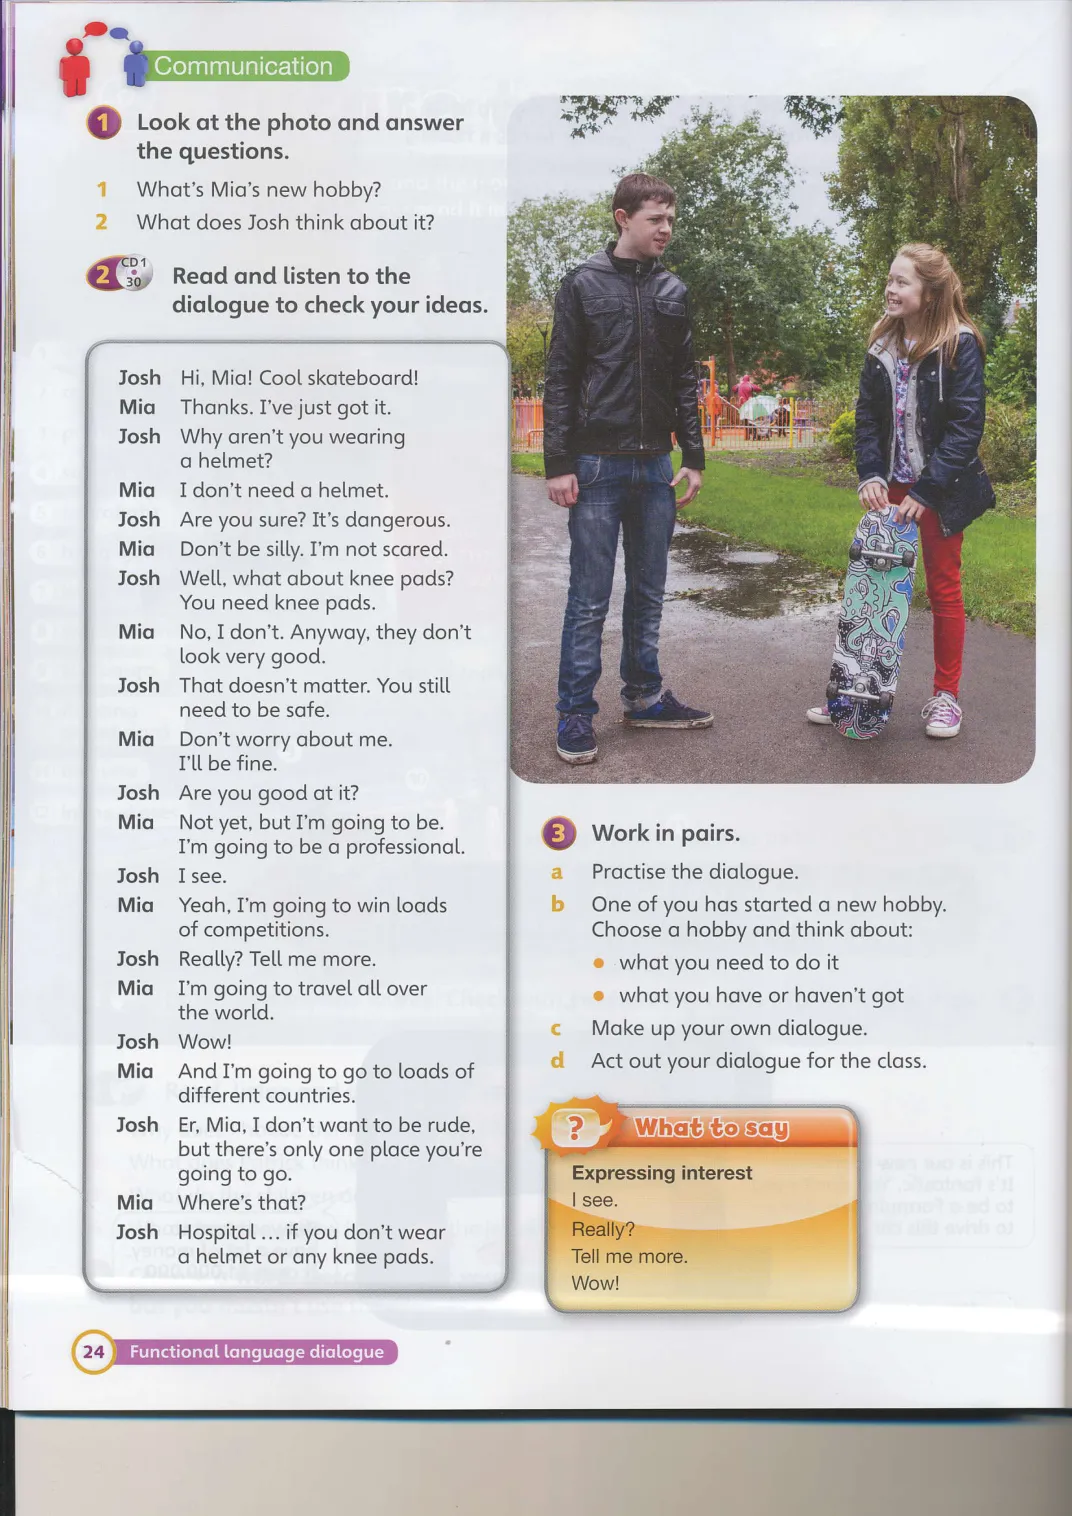 Communication
1 Look at the photo and answer
the questions.
1 What's Mia's new hobby?
2 What does Josh think about it?
2 CD1 30 Read and listen to the
dialogue to check your ideas.
Josh Hi, Mia! Cool skateboard!
Mia Thanks. I've just got it.
Josh Why aren't you wearing
a helmet?
Mia I don't need a helmet.
Josh Are you sure? It's dangerous.
Mia Don't be silly. I'm not scared.
Josh Well, what about knee pads?
You need knee pads.
Mia No, I don't. Anyway, they don't
look very good.
Josh That doesn't matter. You still
need to be safe.
Mia Don't worry about me.
I'll be fine.
Josh Are you good at it?
Mia Not yet, but I'm going to be.
I'm going to be a professional.
Josh I see.
Mia Yeah, I'm going to win loads
of competitions.
Josh Really? Tell me more.
Mia I'm going to travel all over
the world.
Josh Wow!
Mia And I'm going to go to loads of
different countries.
Josh Er, Mia, I don't want to be rude,
but there's only one place you're
going to go.
Mia Where's that?
Josh Hospital ... if you don't wear
a helmet or any knee pads.
3 Work in pairs.
a Practise the dialogue.
b One of you has started a new hobby.
Choose a hobby and think about:
• what you need to do it
• what you have or haven't got
c Make up your own dialogue.
d Act out your dialogue for the class.
? What to say
Expressing interest
I see.
Really?
Tell me more.
Wow!
24 Functional language dialogue